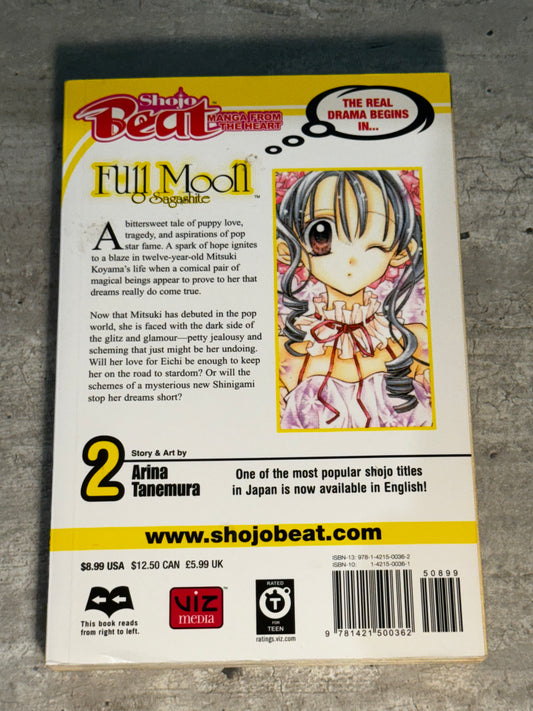 Shojo
Beat™
MANGA FROM
THE HEART
THE REAL
DRAMA BEGINS
IN...
Full Moon
Sagashite™
A bittersweet tale of puppy love,
tragedy, and aspirations of pop
star fame. A spark of hope ignites
to a blaze in twelve-year-old Mitsuki
Koyama's life when a comical pair of
magical beings appear to prove to her that
dreams really do come true.
Now that Mitsuki has debuted in the pop
world, she is faced with the dark side of
the glitz and glamour—petty jealousy and
scheming that just might be her undoing.
Will her love for Eichi be enough to keep
her on the road to stardom? Or will the
schemes of a mysterious new Shinigami
stop her dreams short?
2
Story & Art by
Arina
Tanemura
One of the most popular shojo titles
in Japan is now available in English!
www.shojobeat.com
$8.99 USA $12.50 CAN £5.99 UK
ISBN-13: 978-1-4215-0036-2
ISBN-10: 1-4215-0036-1
50899
9 781421 500362
This book reads
from right to left.
VIZ
MEDIA
RATED
T
FOR
TEEN
ratings.viz.com